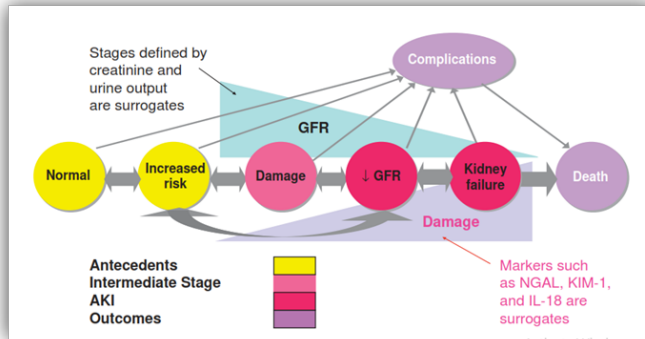 Stages defined by
creatinine and
urine output
are surrogates
Complications
GFR
Normal
Increased
risk
Damage
↓ GFR
Kidney
failure
Death
Damage
Antecedents
Intermediate Stage
AKI
Outcomes
Markers such
as NGAL, KIM-1,
and IL-18 are
surrogates